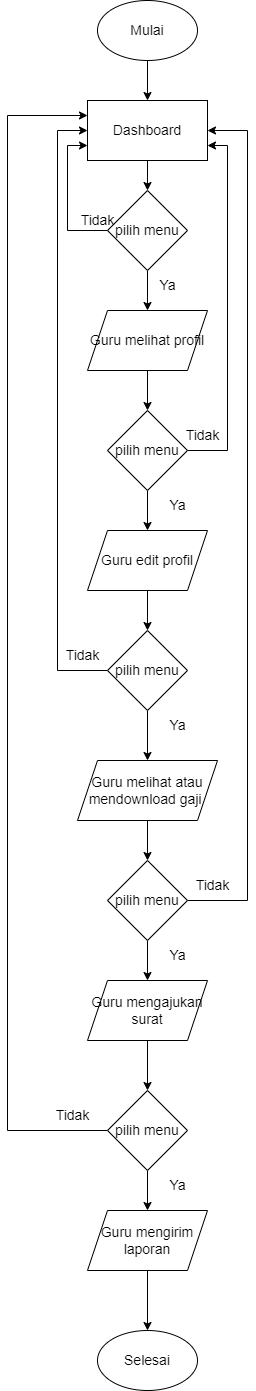 Mulai
Dashboard
Tidak
pilih menu
Ya
Guru melihat profil
Tidak
pilih menu
Ya
Guru edit profil
Tidak
pilih menu
Ya
Guru melihat atau
mendownload gaji
Tidak
pilih menu
Ya
Guru mengajukan
surat
Tidak
pilih menu
Ya
Guru mengirim
laporan
Selesai